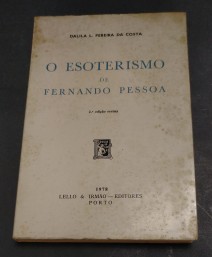 DALILA L. PEREIRA DA COSTA
O ESOTERISMO
DE
FERNANDO PESSOA
1978
LELLO & IRMÃO — EDITORES
PORTO